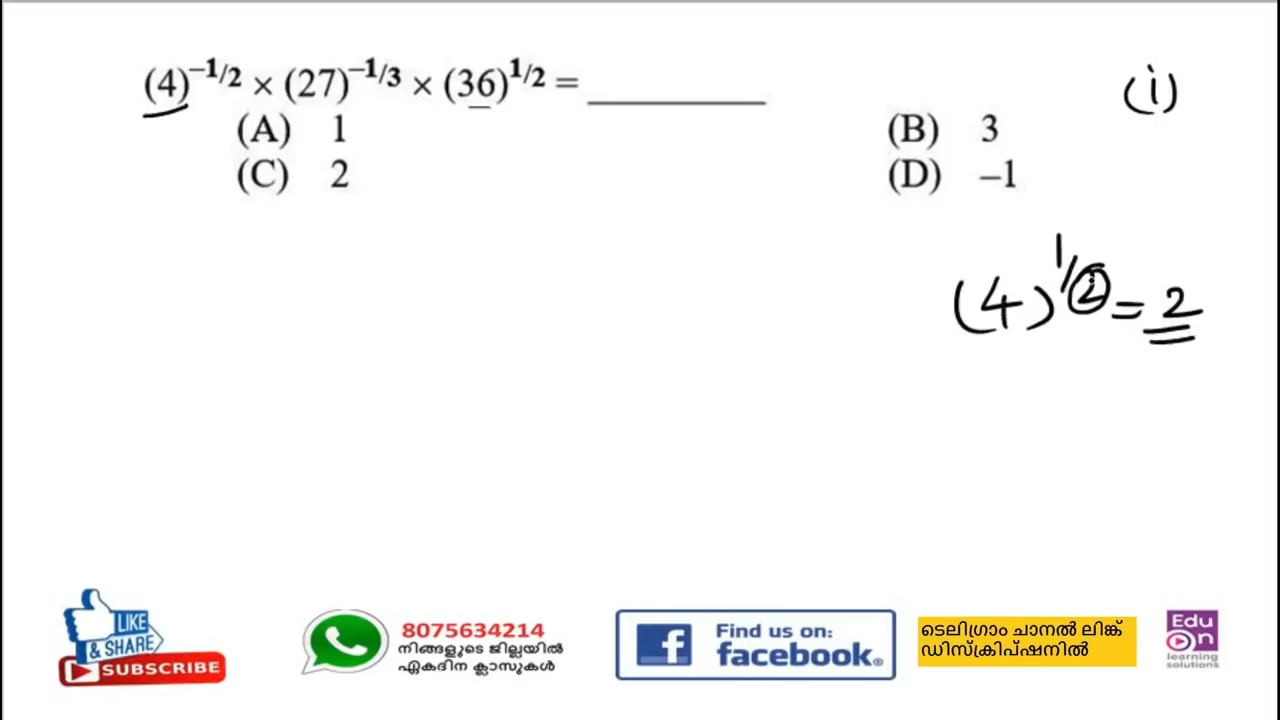 (4)^–1/2 × (27)^–1/3 × (36)^1/2 = __________
(i)
(A) 1 (B) 3
(C) 2 (D) –1
(4)^1/2 = 2
LIKE
& SHARE
SUBSCRIBE
8075634214
നിങ്ങളുടെ ജില്ലയിൽ
ഏകദിന ക്ലാസുകൾ
Find us on:
facebook®
ടെലിഗ്രാം ചാനൽ ലിങ്ക്
ഡിസ്ക്രിപ്ഷനിൽ
Edu
On
learning
solutions